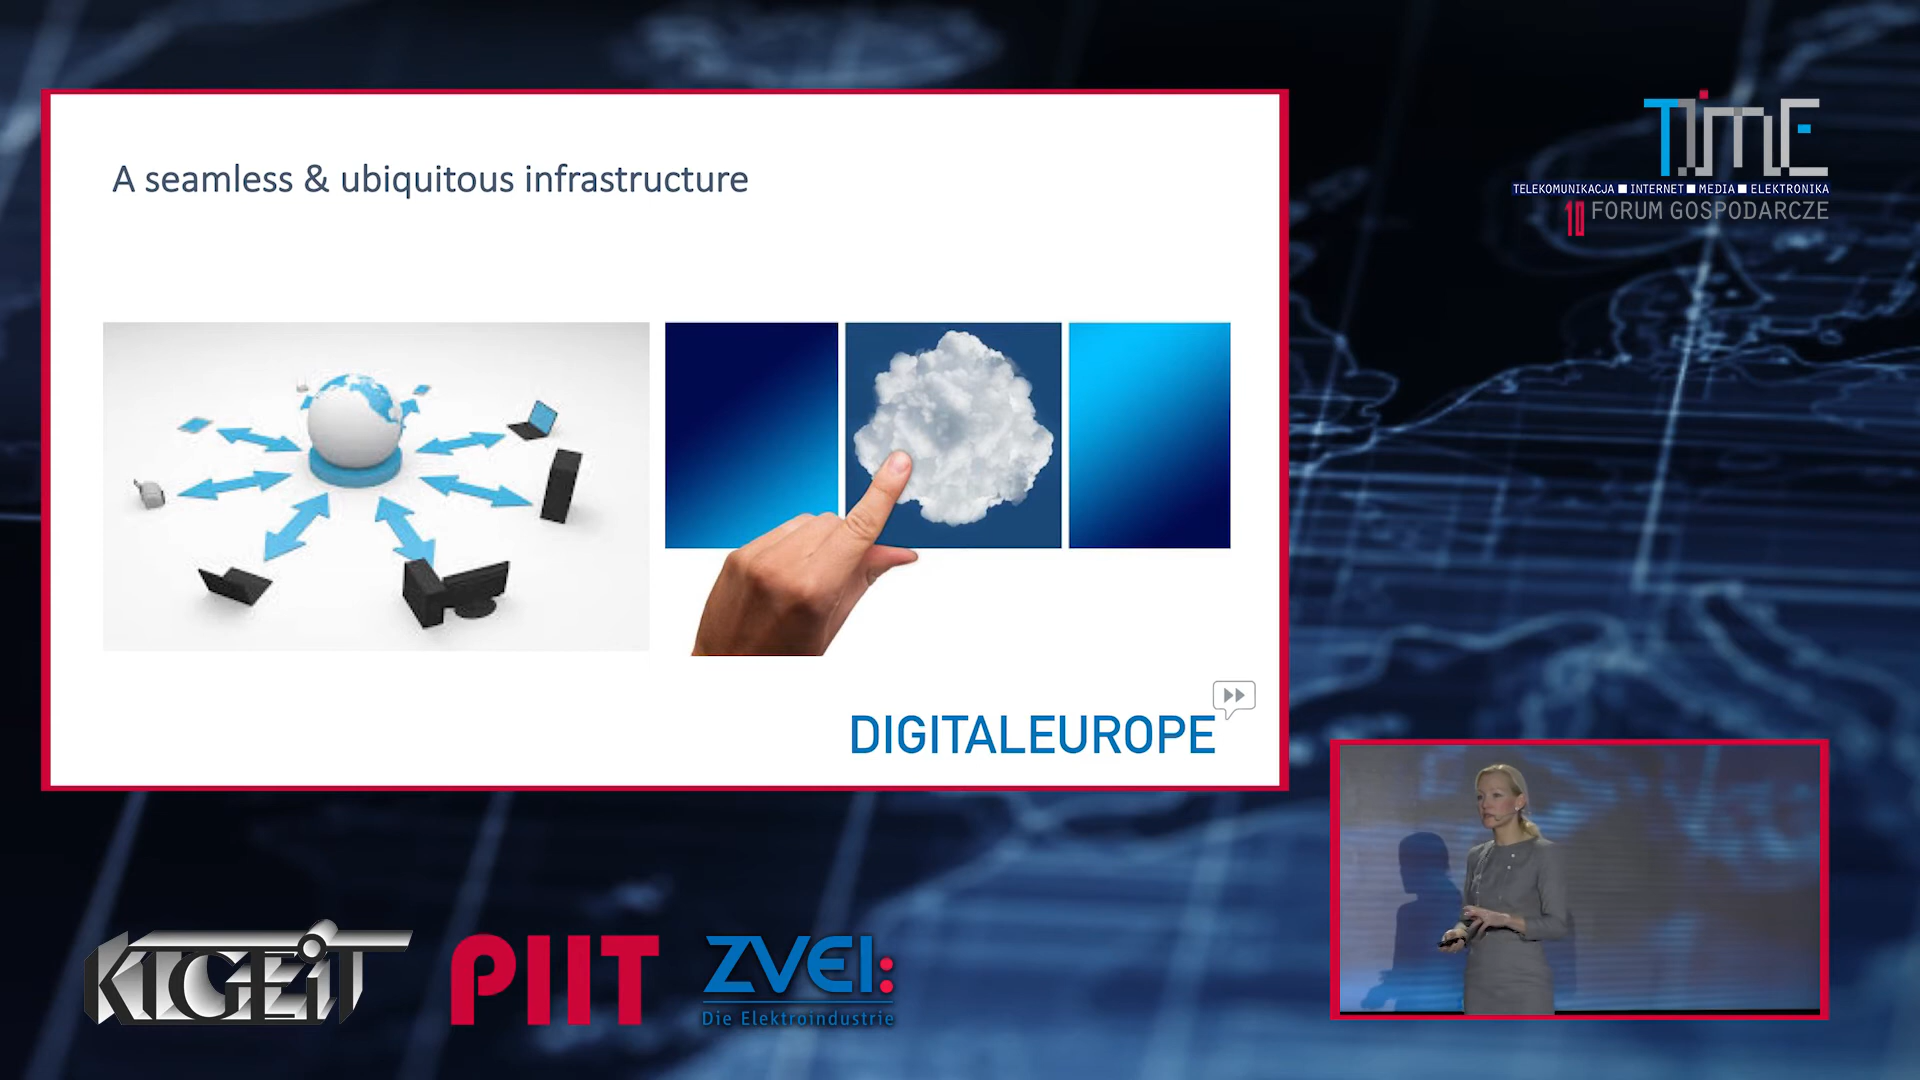 A seamless & ubiquitous infrastructure
DIGITALEUROPE
TIME
TELEKOMUNIKACJA ■ INTERNET ■ MEDIA ■ ELEKTRONIKA
10 FORUM GOSPODARCZE
KIGEiT
PIIT
ZVEI:
Die Elektroindustrie